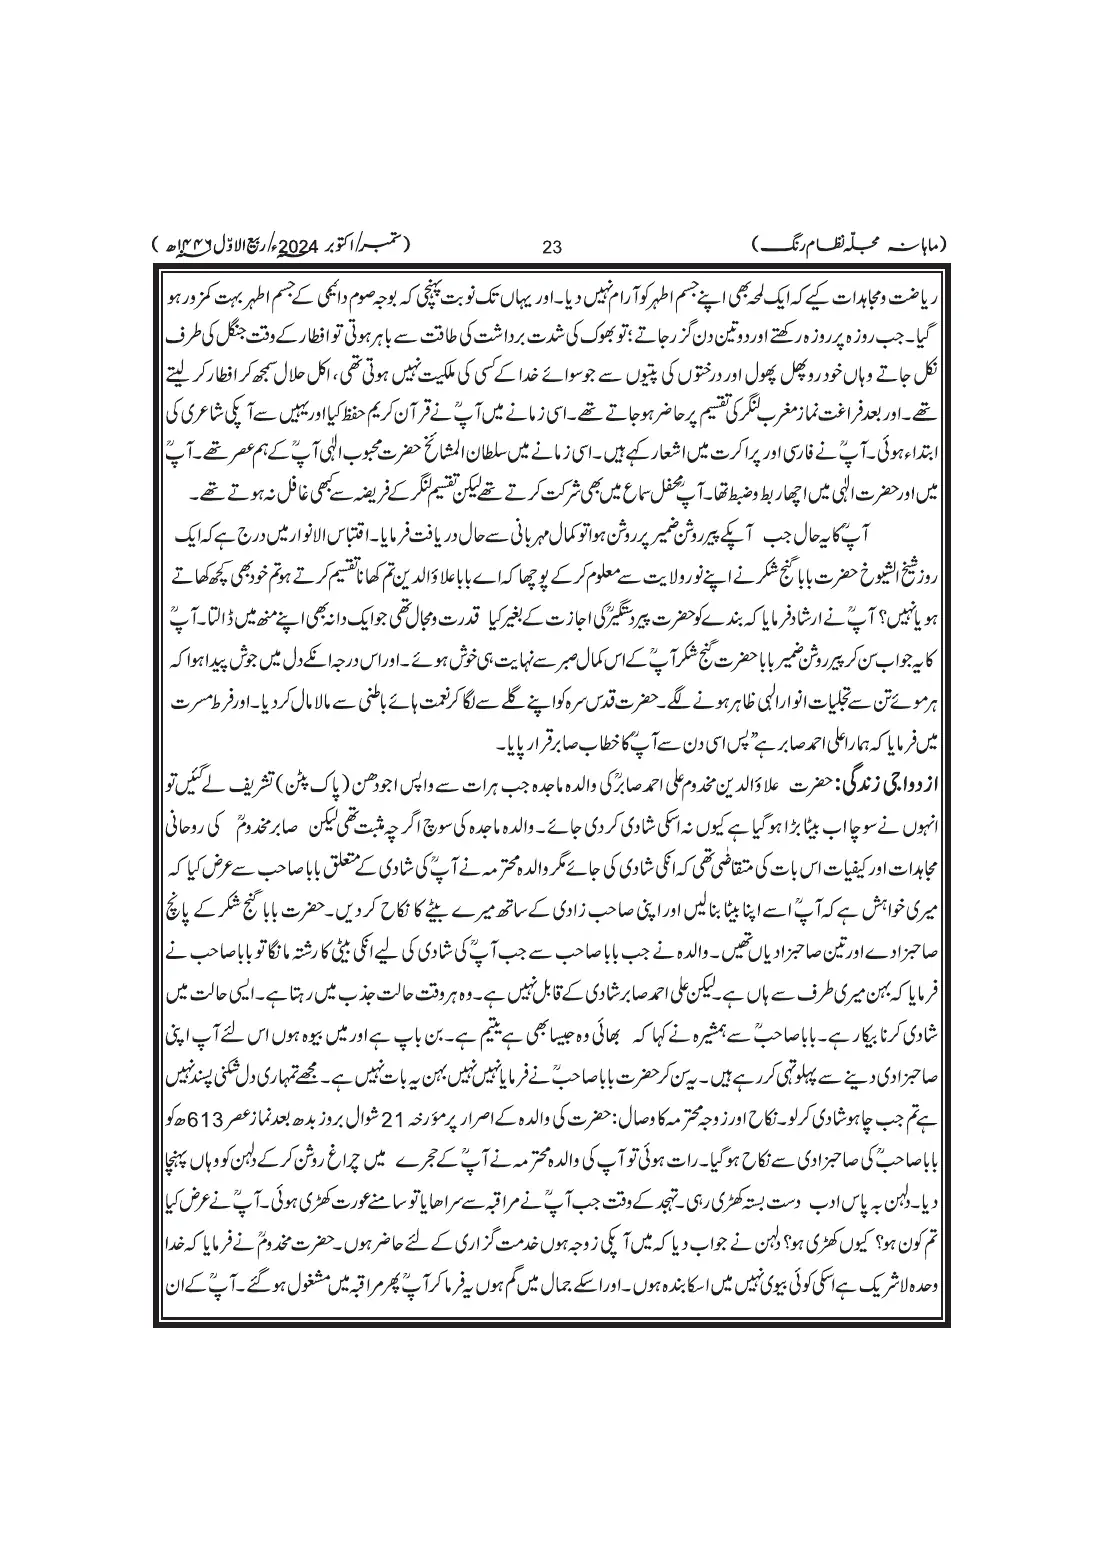 (ماہانہ مجلّہ نظام رنگ) 23 (ستمبر/اکتوبر 2024ء/ربیع الاوّل ۱۴۴۶ھ)
ریاضت ومجاہدات کیے کہ ایک لمحہ بھی اپنے جسم اطہر کو آرام نہیں دیا۔اور یہاں تک نوبت پہنچی کہ بوجہ صوم دائمی کے جسم اطہر بہت کمزور ہو
گیا۔جب روزہ پر روزہ رکھتے اور دو تین دن گزر جاتے؛ تو بھوک کی شدت برداشت کی طاقت سے باہر ہوتی تو افطار کے وقت جنگل کی طرف
نکل جاتے وہاں خود رو پھل پھول اور درختوں کی پتیوں سے جو سوائے خدا کے کسی کی ملکیت نہیں ہوتی تھی، اکل حلال سمجھ کر افطار کر لیتے
تھے۔اور بعد فراغت نماز مغرب لنگر کی تقسیم پر حاضر ہو جاتے تھے۔اسی زمانے میں آپؒ نے قرآن کریم حفظ کیا اور یہیں سے آپکی شاعری کی
ابتداء ہوئی۔آپؒ نے فارسی اور پراکرت میں اشعار کہے ہیں۔اسی زمانے میں سلطان المشائخ حضرت محبوب الٰہی آپؒ کے ہم عصر تھے۔آپؒ
میں اور حضرت الٰہی میں اچھا ربط وضبط تھا۔آپؒ محفل سماع میں بھی شرکت کرتے تھے لیکن تقسیم لنگر کے فریضہ سے کبھی غافل نہ ہوتے تھے۔
آپؒ کا یہ حال جب آپکے پیر روشن ضمیر پر روشن ہوا تو کمال مہربانی سے حال دریافت فرمایا۔اقتباس الانوار میں درج ہے کہ ایک
روز شیخ الشیوخ حضرت بابا گنج شکر نے اپنے نور ولایت سے معلوم کر کے پوچھا کہ اے بابا علاؤالدین تم کھانا تقسیم کرتے ہو تم خود بھی کچھ کھاتے
ہو یا نہیں؟ آپؒ نے ارشاد فرمایا کہ بندے کو حضرت پیر دستگیرؒ کی اجازت کے بغیر کیا قدرت ومجال تھی جو ایک دانہ بھی اپنے منھ میں ڈالتا۔آپؒ
کا یہ جواب سن کر پیر روشن ضمیر بابا حضرت گنج شکر آپؒ کے اس کمال صبر سے نہایت ہی خوش ہوئے۔اور اس درجہ انکے دل میں جوش پیدا ہوا کہ
ہر موئے تن سے تجلیات انوار الٰہی ظاہر ہونے لگے۔حضرت قدس سرہ کو اپنے گلے سے لگا کر نعمت ہائے باطنی سے مالا مال کر دیا۔اور فرط مسرت
میں فرمایا کہ ہمارا علی احمد صابر ہے" پس اسی دن سے آپؒ کا خطاب صابر قرار پایا۔
ازدواجی زندگی: حضرت علاؤالدین مخدوم علی احمد صابرؒ کی والدہ ماجدہ جب ہرات سے واپس اجودھن (پاک پٹن) تشریف لے گئیں تو
انہوں نے سوچا اب بیٹا بڑا ہو گیا ہے کیوں نہ اسکی شادی کر دی جائے۔والدہ ماجدہ کی سوچ اگرچہ مثبت تھی لیکن صابر مخدومؒ کی روحانی
مجاہدات اور کیفیات اس بات کی متقاضی تھی کہ انکی شادی کی جائے مگر والدہ محترمہ نے آپؒ کی شادی کے متعلق بابا صاحب سے عرض کیا کہ
میری خواہش ہے کہ آپؒ اسے اپنا بیٹا بنا لیں اور اپنی صاحب زادی کے ساتھ میرے بیٹے کا نکاح کر دیں۔حضرت بابا گنج شکر کے پانچ
صاحبزادے اور تین صاحبزادیاں تھیں۔والدہ نے جب بابا صاحب سے جب آپؒ کی شادی کی لیے انکی بیٹی کا رشتہ مانگا تو بابا صاحب نے
فرمایا کہ بہن میری طرف سے ہاں ہے۔لیکن علی احمد صابر شادی کے قابل نہیں ہے۔وہ ہر وقت حالت جذب میں رہتا ہے۔ایسی حالت میں
شادی کرنا بیکار ہے۔بابا صاحبؒ سے ہمشیرہ نے کہا کہ بھائی وہ جیسا بھی ہے یتیم ہے۔بن باپ ہے اور میں بیوہ ہوں اس لئے آپ اپنی
صاحبزادی دینے سے پہلو تہی کر رہے ہیں۔یہ سن کر حضرت بابا صاحبؒ نے فرمایا نہیں نہیں بہن یہ بات نہیں ہے۔مجھے تمہاری دل شکنی پسند نہیں
ہے تم جب چاہو شادی کر لو۔نکاح اور زوجہ محترمہ کا وصال: حضرت کی والدہ کے اصرار پر مؤرخہ 21 شوال بروز بدھ بعد نماز عصر 613ھ کو
بابا صاحبؒ کی صاحبزادی سے نکاح ہو گیا۔رات ہوئی تو آپ کی والدہ محترمہ نے آپؒ کے حجرے میں چراغ روشن کر کے دلہن کو وہاں پہنچا
دیا۔دلہن بہ پاس ادب دست بستہ کھڑی رہی۔تہجد کے وقت جب آپؒ نے مراقبہ سے سر اٹھایا تو سامنے عورت کھڑی ہوئی۔آپؒ نے عرض کیا
تم کون ہو؟ کیوں کھڑی ہو؟ دلہن نے جواب دیا کہ میں آپکی زوجہ ہوں خدمت گزاری کے لئے حاضر ہوں۔حضرت مخدومؒ نے فرمایا کہ خدا
وحدہ لاشریک ہے اسکی کوئی بیوی نہیں میں اسکا بندہ ہوں۔اور اسکے جمال میں گم ہوں یہ فرما کر آپؒ پھر مراقبہ میں مشغول ہو گئے۔آپؒ کے ان